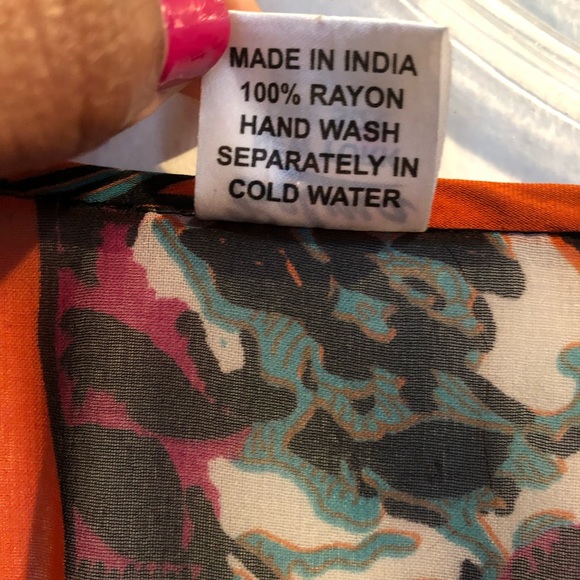 MADE IN INDIA
100% RAYON
HAND WASH
SEPARATELY IN
COLD WATER